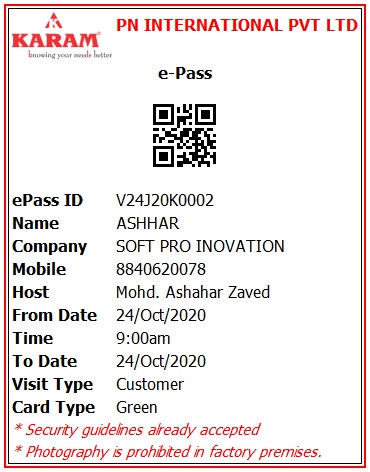 PN INTERNATIONAL PVT LTD
KARAM®
knowing your needs better
e-Pass
ePass ID V24J20K0002
Name ASHHAR
Company SOFT PRO INOVATION
Mobile 8840620078
Host Mohd. Ashahar Zaved
From Date 24/Oct/2020
Time 9:00am
To Date 24/Oct/2020
Visit Type Customer
Card Type Green
* Security guidelines already accepted
* Photography is prohibited in factory premises.